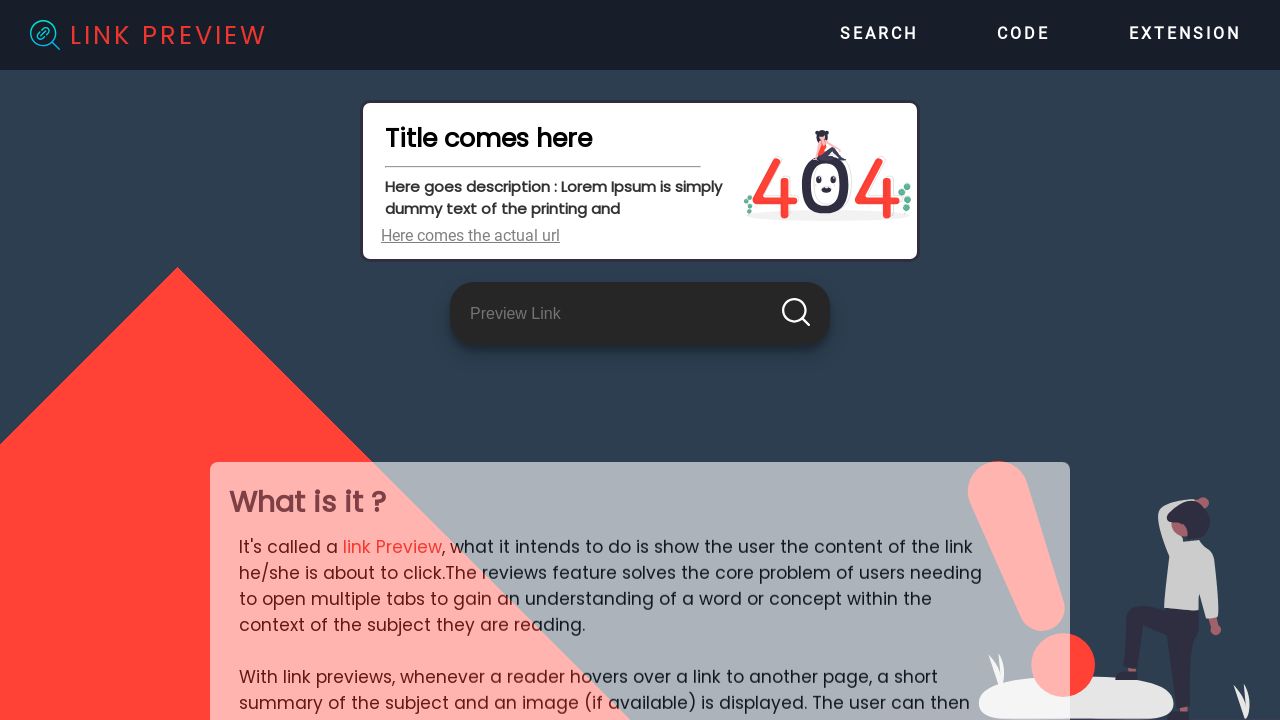 LINK PREVIEW
SEARCH
CODE
EXTENSION
Title comes here
Here goes description : Lorem Ipsum is simply
dummy text of the printing and
Here comes the actual url
404
Preview Link
What is it ?
It's called a link Preview, what it intends to do is show the user the content of the link
he/she is about to click.The reviews feature solves the core problem of users needing
to open multiple tabs to gain an understanding of a word or concept within the
context of the subject they are reading.
With link previews, whenever a reader hovers over a link to another page, a short
summary of the subject and an image (if available) is displayed. The user can then